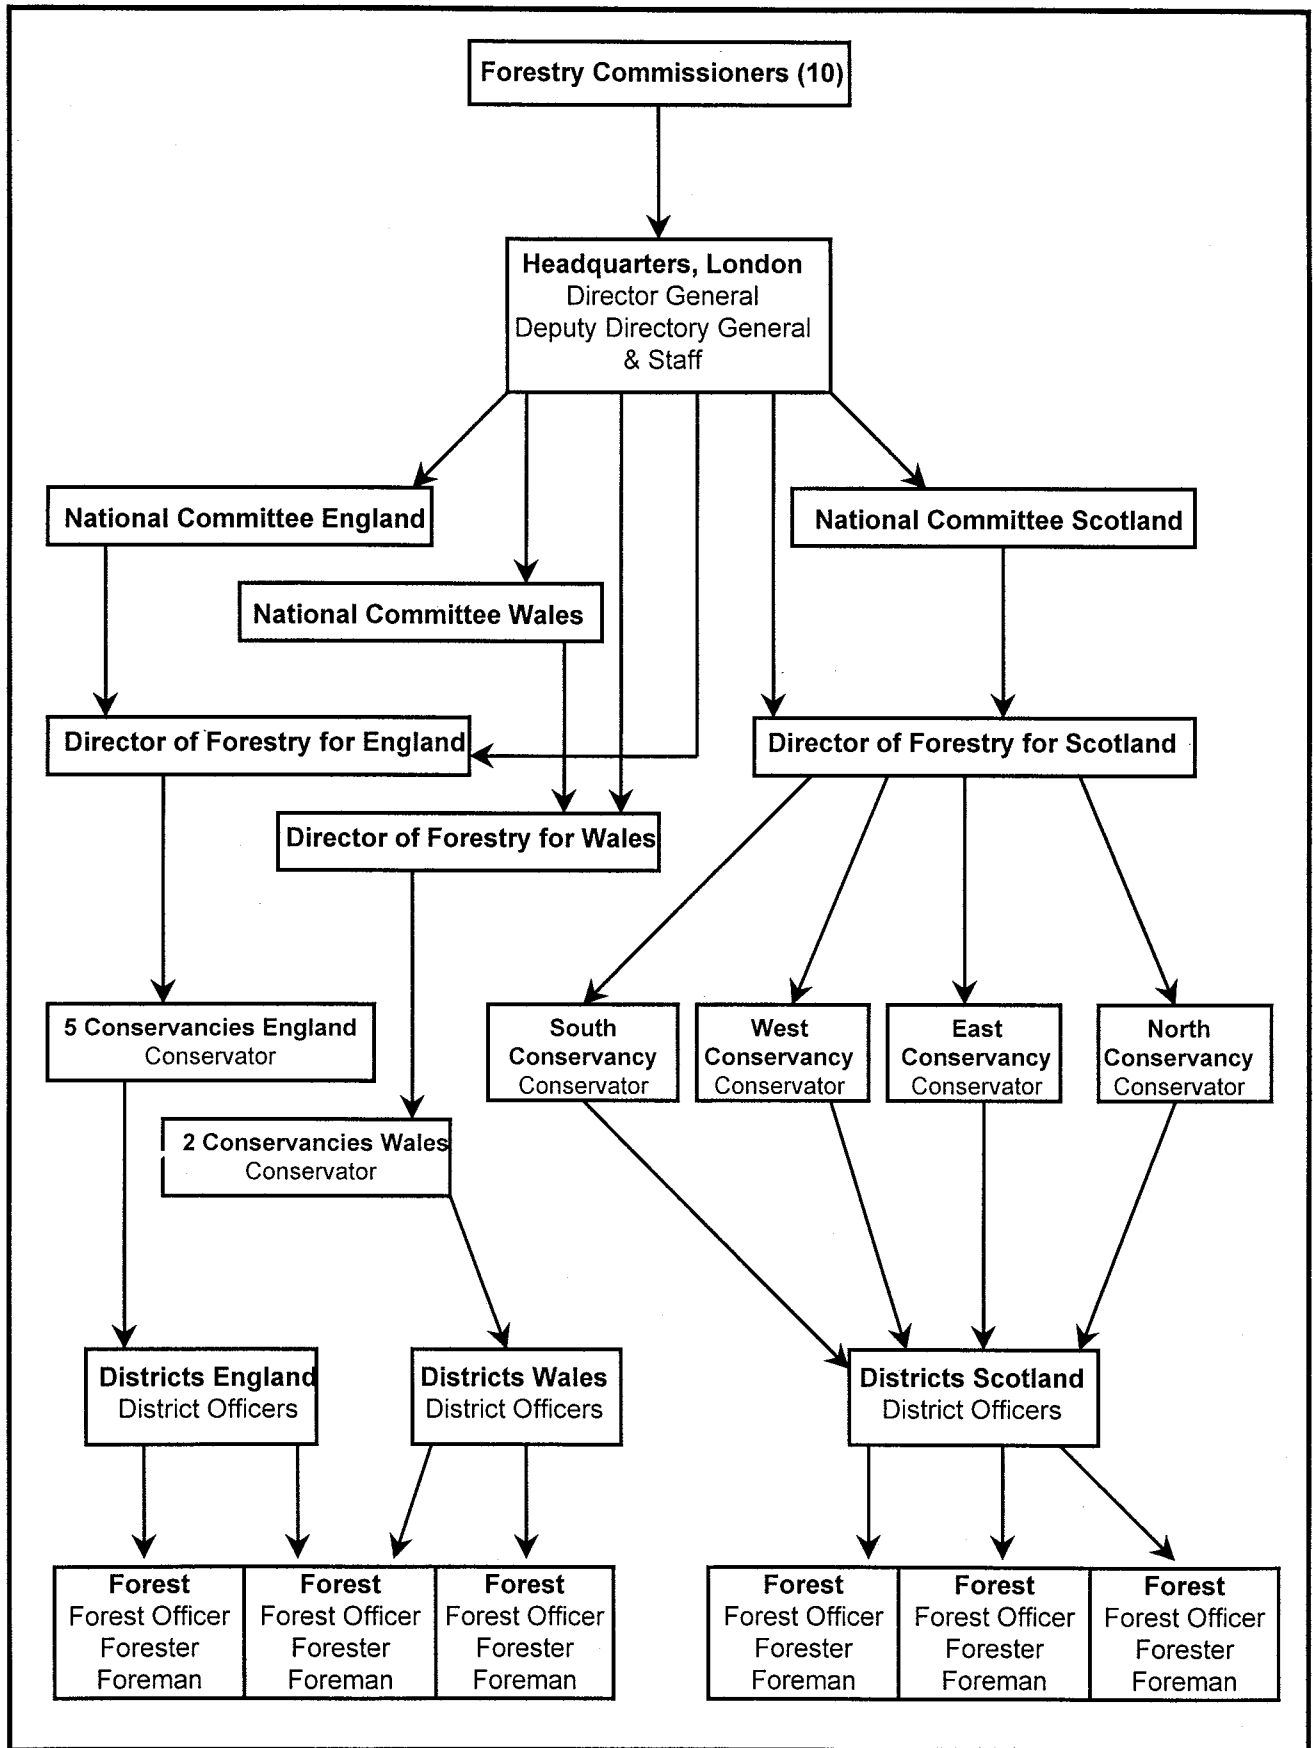 Forestry Commissioners (10)
Headquarters, London
Director General
Deputy Directory General
& Staff
National Committee England
National Committee Scotland
National Committee Wales
Director of Forestry for England
Director of Forestry for Scotland
Director of Forestry for Wales
5 Conservancies England
Conservator
South
Conservancy
Conservator
West
Conservancy
Conservator
East
Conservancy
Conservator
North
Conservancy
Conservator
2 Conservancies Wales
Conservator
Districts England
District Officers
Districts Wales
District Officers
Districts Scotland
District Officers
Forest
Forest Officer
Forester
Foreman
Forest
Forest Officer
Forester
Foreman
Forest
Forest Officer
Forester
Foreman
Forest
Forest Officer
Forester
Foreman
Forest
Forest Officer
Forester
Foreman
Forest
Forest Officer
Forester
Foreman